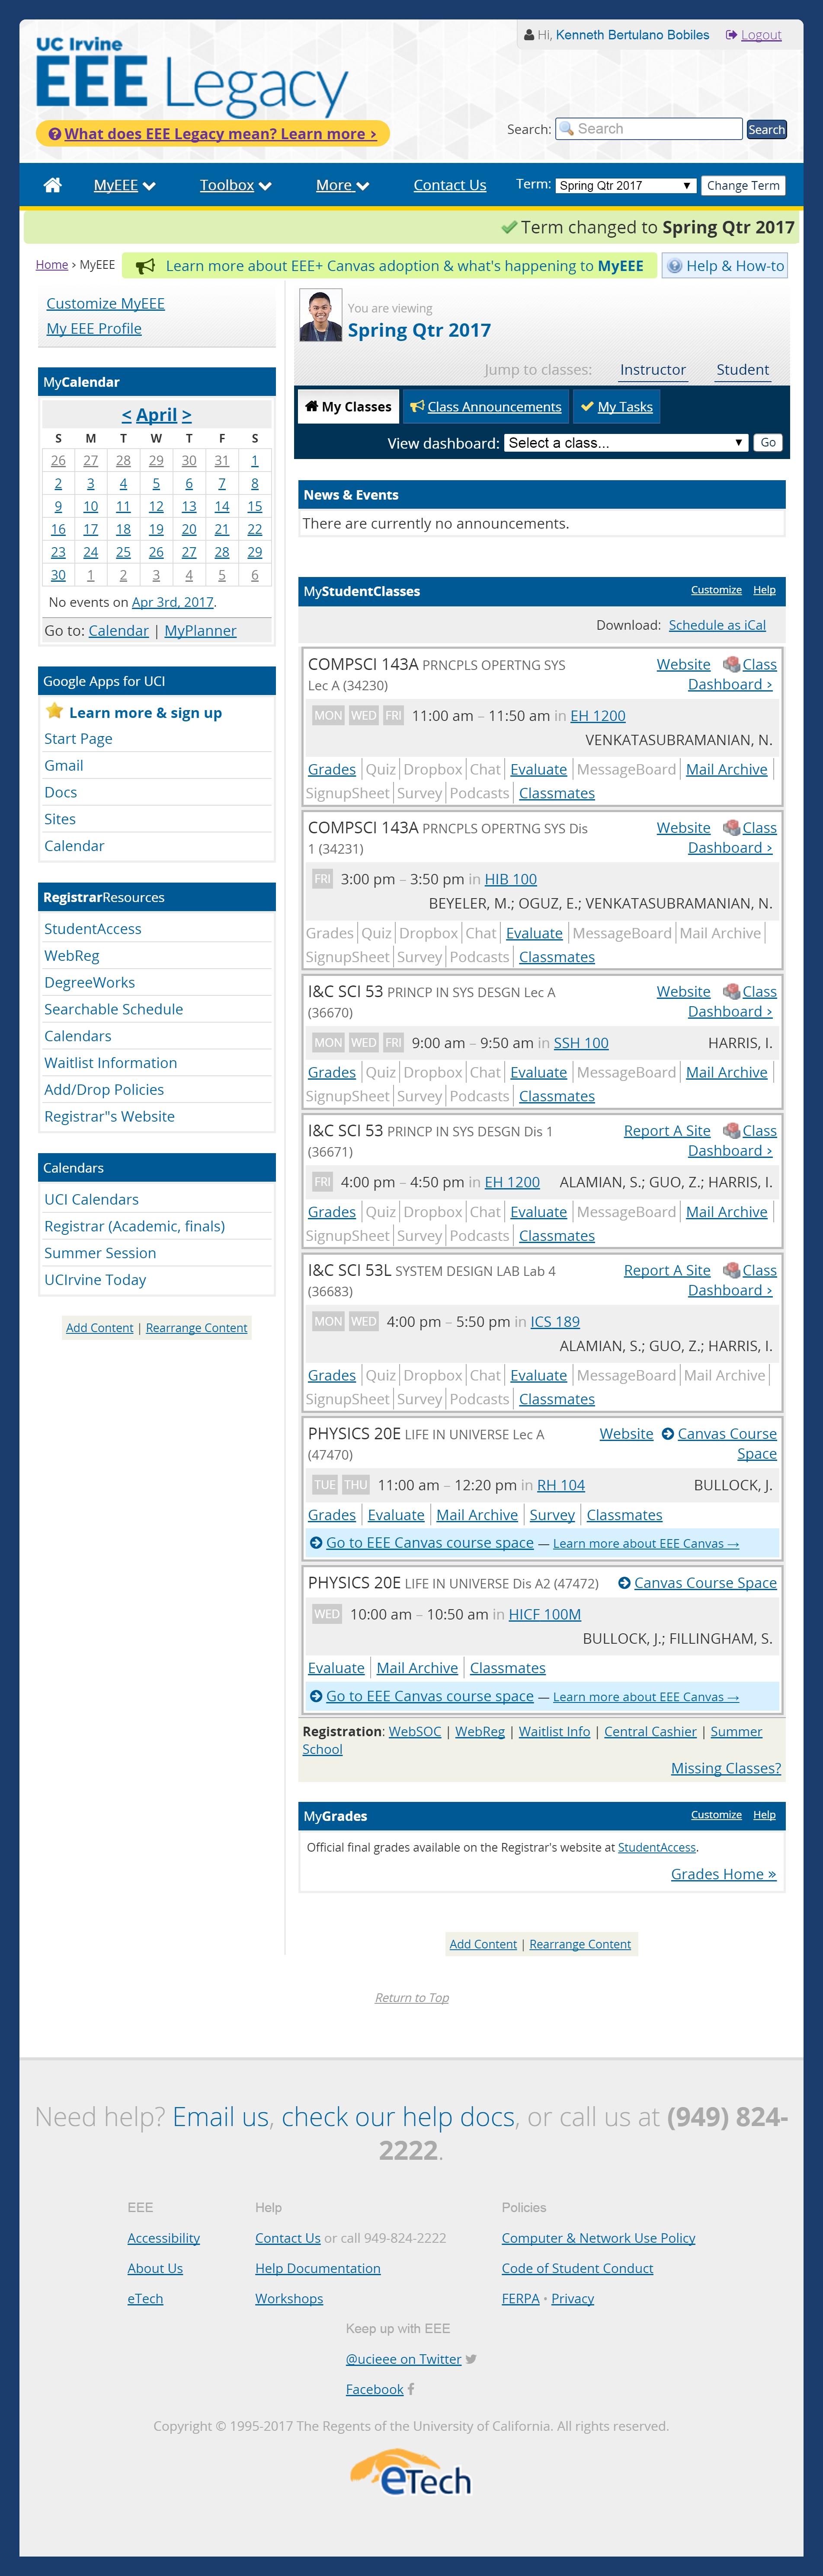 Hi, Kenneth Bertulano Bobiles Logout
UC Irvine
EEE Legacy
What does EEE Legacy mean? Learn more ›
Search: Search Search
MyEEE Toolbox More Contact Us Term: Spring Qtr 2017 Change Term
Term changed to Spring Qtr 2017
Home › MyEEE Learn more about EEE+ Canvas adoption & what's happening to MyEEE Help & How-to
Customize MyEEE
My EEE Profile
MyCalendar
< April >
S M T W T F S
26 27 28 29 30 31 1
2 3 4 5 6 7 8
9 10 11 12 13 14 15
16 17 18 19 20 21 22
23 24 25 26 27 28 29
30 1 2 3 4 5 6
No events on Apr 3rd, 2017.
Go to: Calendar | MyPlanner
Google Apps for UCI
Learn more & sign up
Start Page
Gmail
Docs
Sites
Calendar
RegistrarResources
StudentAccess
WebReg
DegreeWorks
Searchable Schedule
Calendars
Waitlist Information
Add/Drop Policies
Registrar"s Website
Calendars
UCI Calendars
Registrar (Academic, finals)
Summer Session
UCIrvine Today
Add Content | Rearrange Content
You are viewing
Spring Qtr 2017
Jump to classes: Instructor Student
My Classes Class Announcements My Tasks
View dashboard: Select a class... Go
News & Events
There are currently no announcements.
MyStudentClasses Customize Help
Download: Schedule as iCal
COMPSCI 143A PRNCPLS OPERTNG SYS Website Class
Lec A (34230) Dashboard ›
MON WED FRI 11:00 am – 11:50 am in EH 1200
VENKATASUBRAMANIAN, N.
Grades Quiz Dropbox Chat Evaluate MessageBoard Mail Archive
SignupSheet Survey Podcasts Classmates
COMPSCI 143A PRNCPLS OPERTNG SYS Dis Website Class
1 (34231) Dashboard ›
FRI 3:00 pm – 3:50 pm in HIB 100
BEYELER, M.; OGUZ, E.; VENKATASUBRAMANIAN, N.
Grades Quiz Dropbox Chat Evaluate MessageBoard Mail Archive
SignupSheet Survey Podcasts Classmates
I&C SCI 53 PRINCP IN SYS DESGN Lec A Website Class
(36670) Dashboard ›
MON WED FRI 9:00 am – 9:50 am in SSH 100 HARRIS, I.
Grades Quiz Dropbox Chat Evaluate MessageBoard Mail Archive
SignupSheet Survey Podcasts Classmates
I&C SCI 53 PRINCP IN SYS DESGN Dis 1 Report A Site Class
(36671) Dashboard ›
FRI 4:00 pm – 4:50 pm in EH 1200 ALAMIAN, S.; GUO, Z.; HARRIS, I.
Grades Quiz Dropbox Chat Evaluate MessageBoard Mail Archive
SignupSheet Survey Podcasts Classmates
I&C SCI 53L SYSTEM DESIGN LAB Lab 4 Report A Site Class
(36683) Dashboard ›
MON WED 4:00 pm – 5:50 pm in ICS 189
ALAMIAN, S.; GUO, Z.; HARRIS, I.
Grades Quiz Dropbox Chat Evaluate MessageBoard Mail Archive
SignupSheet Survey Podcasts Classmates
PHYSICS 20E LIFE IN UNIVERSE Lec A Website Canvas Course
(47470) Space
TUE THU 11:00 am – 12:20 pm in RH 104 BULLOCK, J.
Grades Evaluate Mail Archive Survey Classmates
Go to EEE Canvas course space — Learn more about EEE Canvas →
PHYSICS 20E LIFE IN UNIVERSE Dis A2 (47472) Canvas Course Space
WED 10:00 am – 10:50 am in HICF 100M
BULLOCK, J.; FILLINGHAM, S.
Evaluate Mail Archive Classmates
Go to EEE Canvas course space — Learn more about EEE Canvas →
Registration: WebSOC | WebReg | Waitlist Info | Central Cashier | Summer
School
Missing Classes?
MyGrades Customize Help
Official final grades available on the Registrar's website at StudentAccess.
Grades Home »
Add Content | Rearrange Content
Return to Top
Need help? Email us, check our help docs, or call us at (949) 824-
2222.
EEE Help Policies
Accessibility Contact Us or call 949-824-2222 Computer & Network Use Policy
About Us Help Documentation Code of Student Conduct
eTech Workshops FERPA • Privacy
Keep up with EEE
@ucieee on Twitter
Facebook
Copyright © 1995-2017 The Regents of the University of California. All rights reserved.
eTech